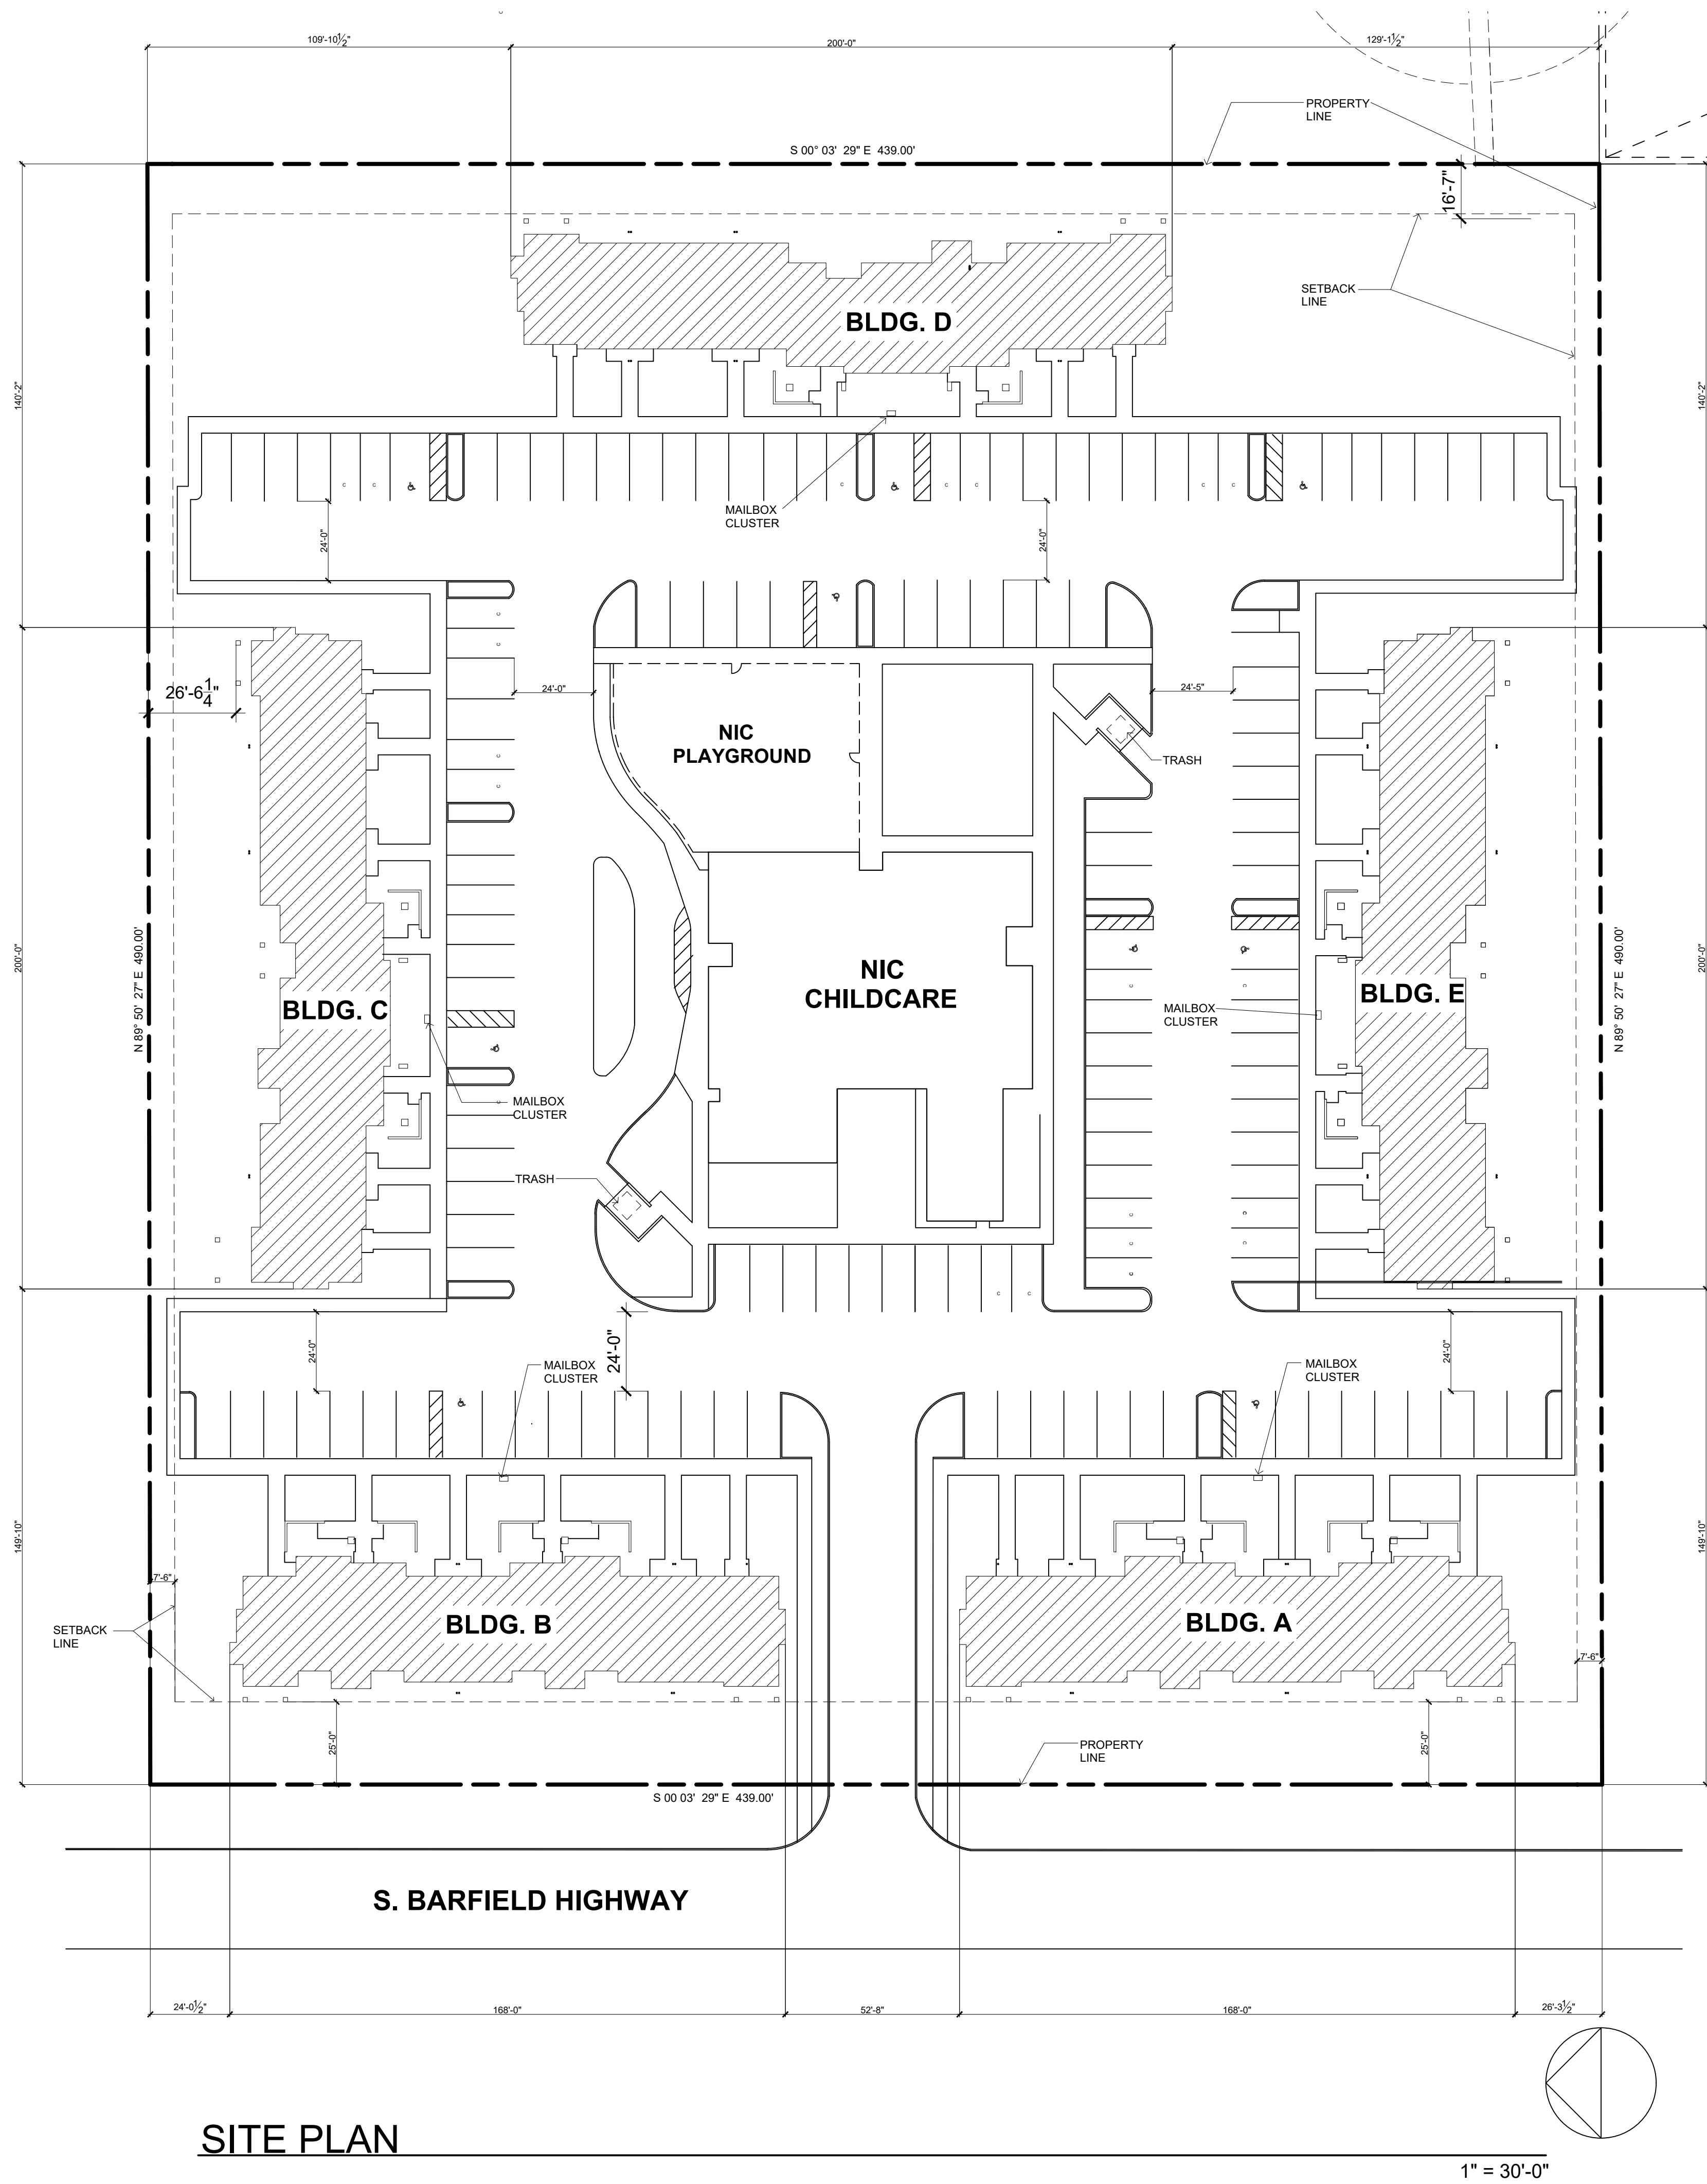 109'-10½"
200'-0"
129'-1½"
PROPERTY
LINE
S 00° 03' 29" E 439.00'
16'-7"
SETBACK
LINE
BLDG. D
140'-2"
140'-2"
MAILBOX
CLUSTER
24'-0"
24'-0"
26'-6¼"
24'-0"
24'-5"
NIC
PLAYGROUND
TRASH
N 89° 50' 27" E 490.00'
200'-0"
BLDG. C
NIC
CHILDCARE
MAILBOX
CLUSTER
BLDG. E
N 89° 50' 27" E 490.00'
200'-0"
MAILBOX
CLUSTER
TRASH
24'-0"
24'-0"
24'-0"
MAILBOX
CLUSTER
MAILBOX
CLUSTER
149'-10"
149'-10"
7'-6"
SETBACK
LINE
BLDG. B
BLDG. A
7'-6"
25'-0"
25'-0"
PROPERTY
LINE
S 00 03' 29" E 439.00'
S. BARFIELD HIGHWAY
24'-0½"
168'-0"
52'-8"
168'-0"
26'-3½"
SITE PLAN
1" = 30'-0"